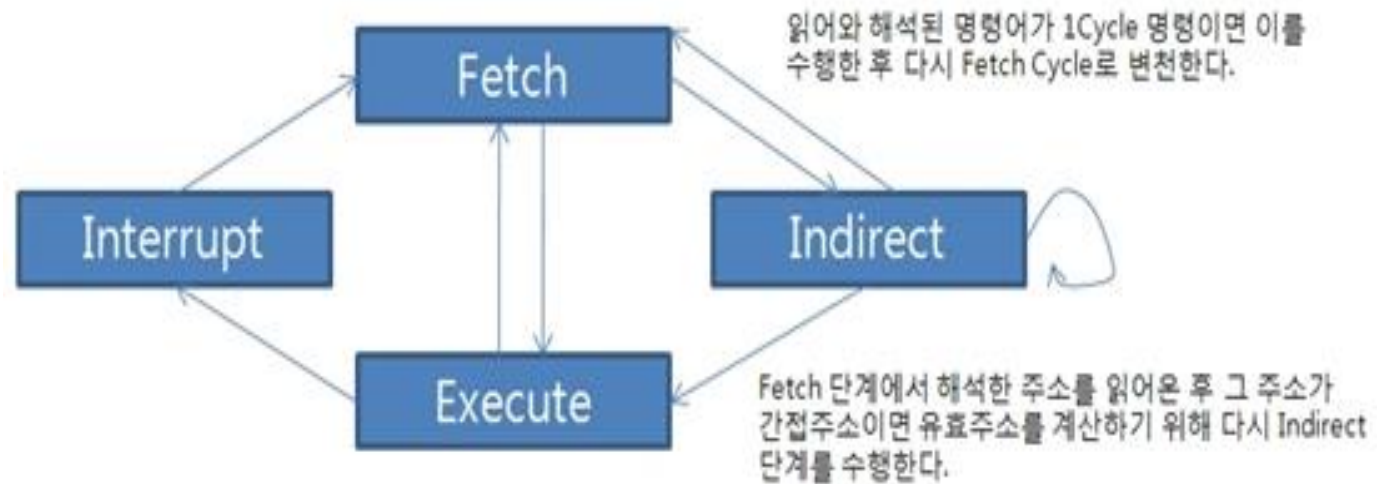 읽어와 해석된 명령어가 1Cycle 명령이면 이를
수행한 후 다시 Fetch Cycle로 변천한다.
Fetch
Interrupt
Indirect
Execute
Fetch 단계에서 해석한 주소를 읽어온 후 그 주소가
간접주소이면 유효주소를 계산하기 위해 다시 Indirect
단계를 수행한다.